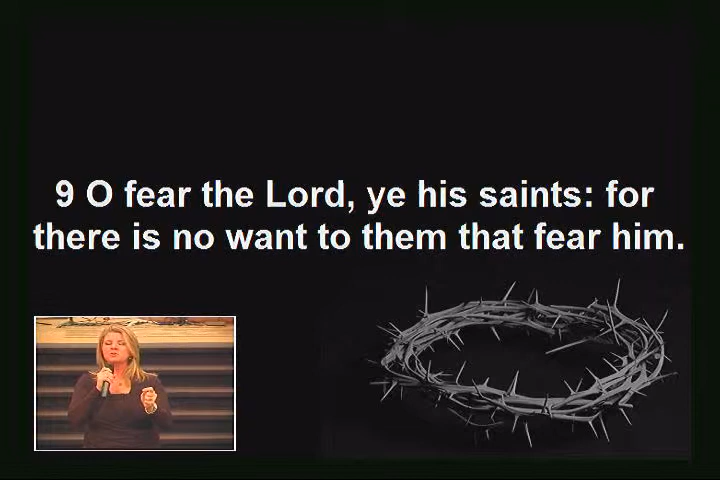 9 O fear the Lord, ye his saints: for
there is no want to them that fear him.